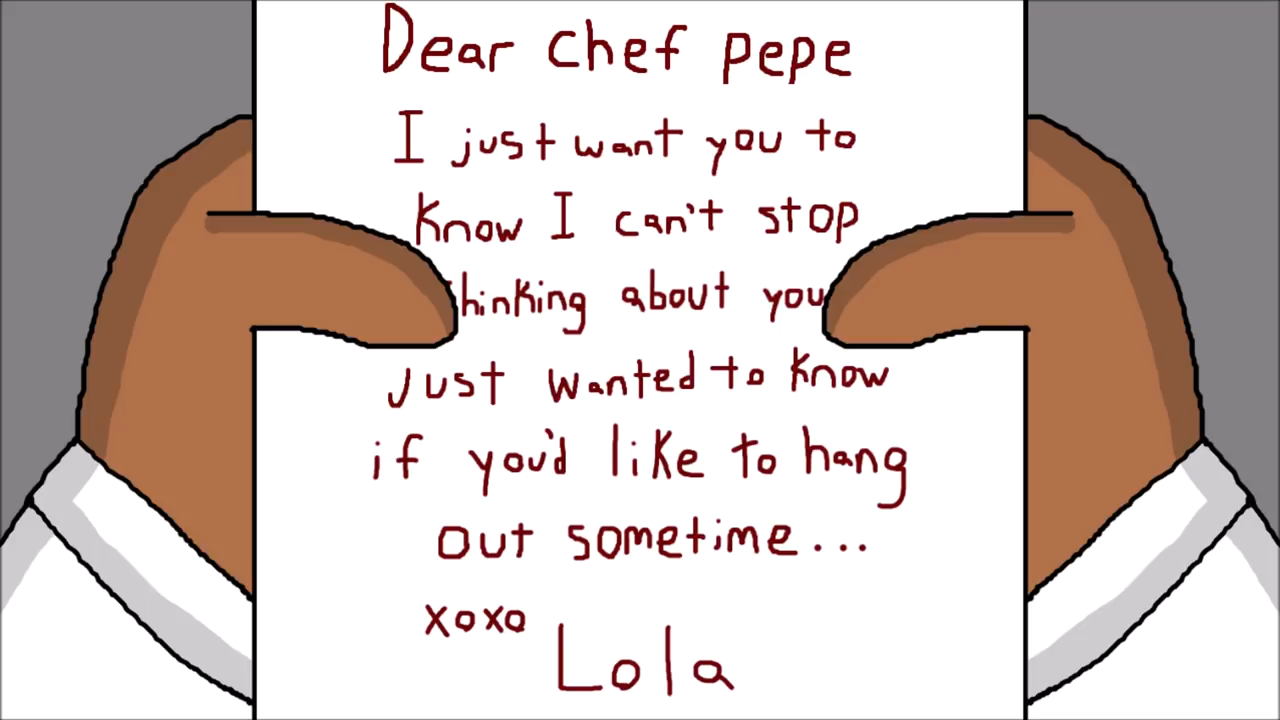 Dear chef pepe
I just want you to
know I can't stop
thinking about you
just wanted to know
if you'd like to hang
out sometime...
xoxo
Lola